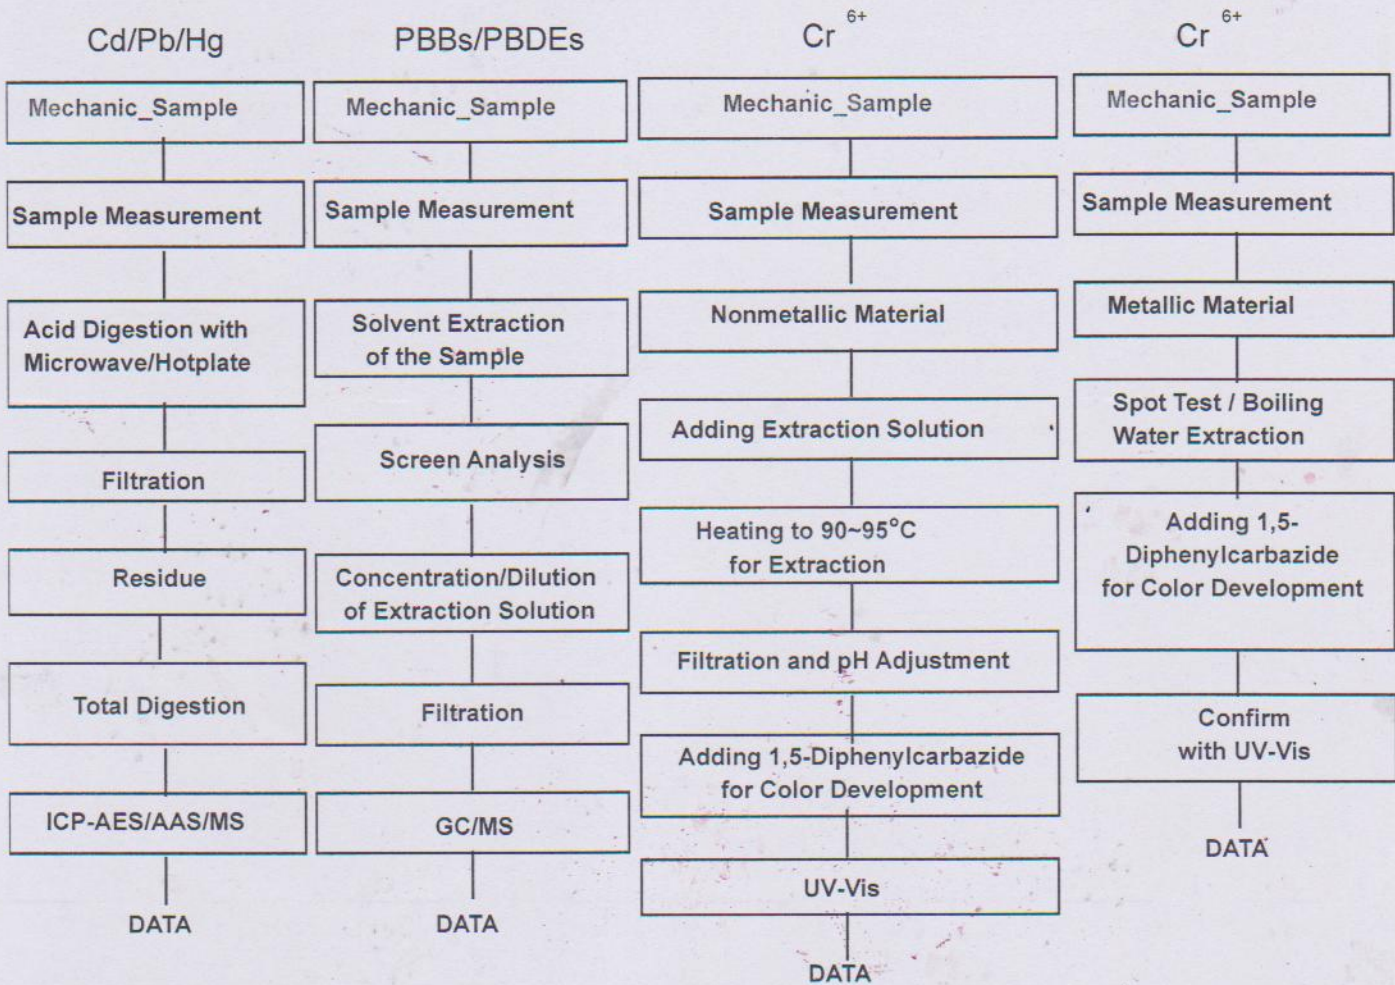 Cd/Pb/Hg
Mechanic_Sample
Sample Measurement
Acid Digestion with
Microwave/Hotplate
Filtration
Residue
Total Digestion
ICP-AES/AAS/MS
DATA
PBBs/PBDEs
Mechanic_Sample
Sample Measurement
Solvent Extraction
of the Sample
Screen Analysis
Concentration/Dilution
of Extraction Solution
Filtration
GC/MS
DATA
Cr 6+
Mechanic_Sample
Sample Measurement
Nonmetallic Material
Adding Extraction Solution
Heating to 90~95°C
for Extraction
Filtration and pH Adjustment
Adding 1,5-Diphenylcarbazide
for Color Development
UV-Vis
DATA
Cr 6+
Mechanic_Sample
Sample Measurement
Metallic Material
Spot Test / Boiling
Water Extraction
Adding 1,5-
Diphenylcarbazide
for Color Development
Confirm
with UV-Vis
DATA